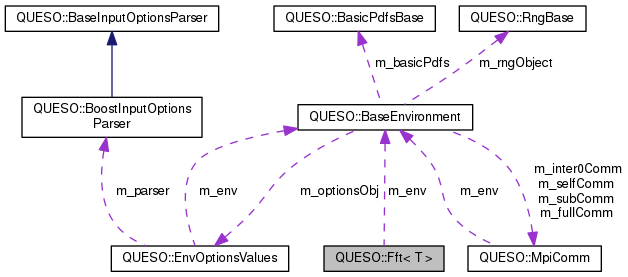 QUESO::BaseInputOptionsParser
QUESO::BasicPdfsBase
QUESO::RngBase
m_basicPdfs
m_rngObject
QUESO::BoostInputOptions
Parser
QUESO::BaseEnvironment
m_parser
m_env
m_optionsObj
m_env
m_env
m_inter0Comm
m_selfComm
m_subComm
m_fullComm
QUESO::EnvOptionsValues
QUESO::Fft< T >
QUESO::MpiComm